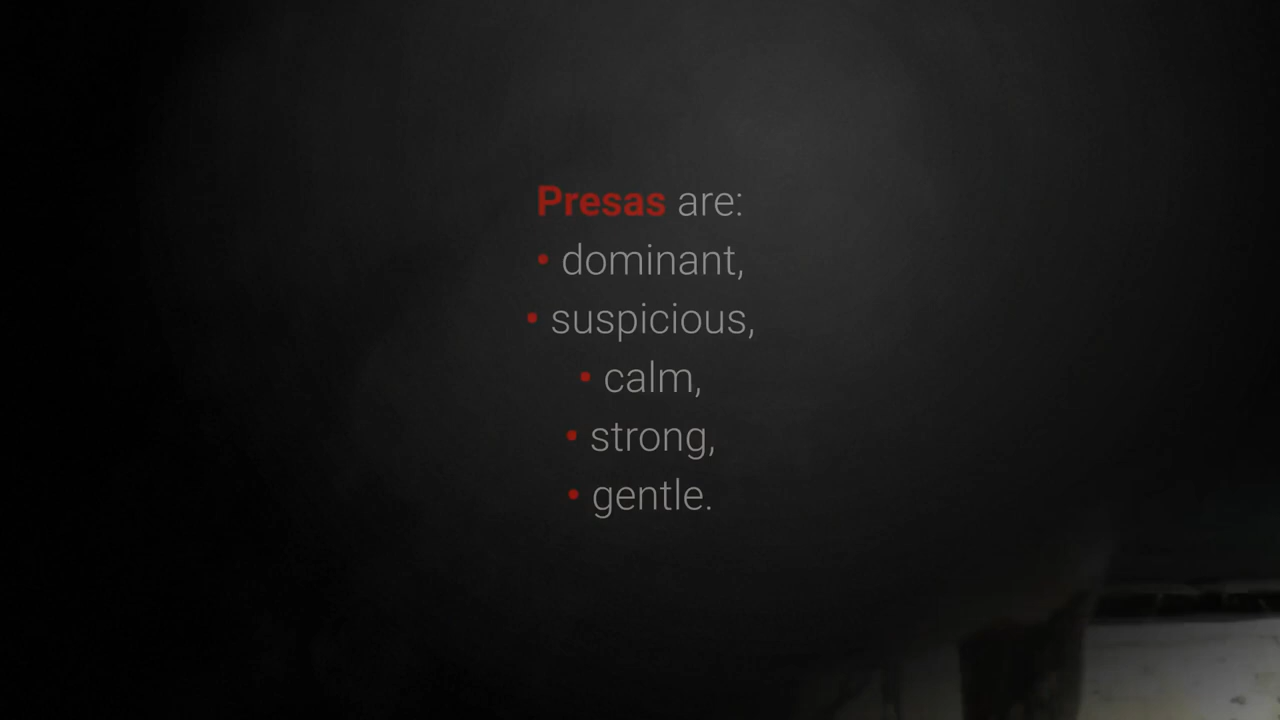 Presas are:
• dominant,
• suspicious,
• calm,
• strong,
• gentle.